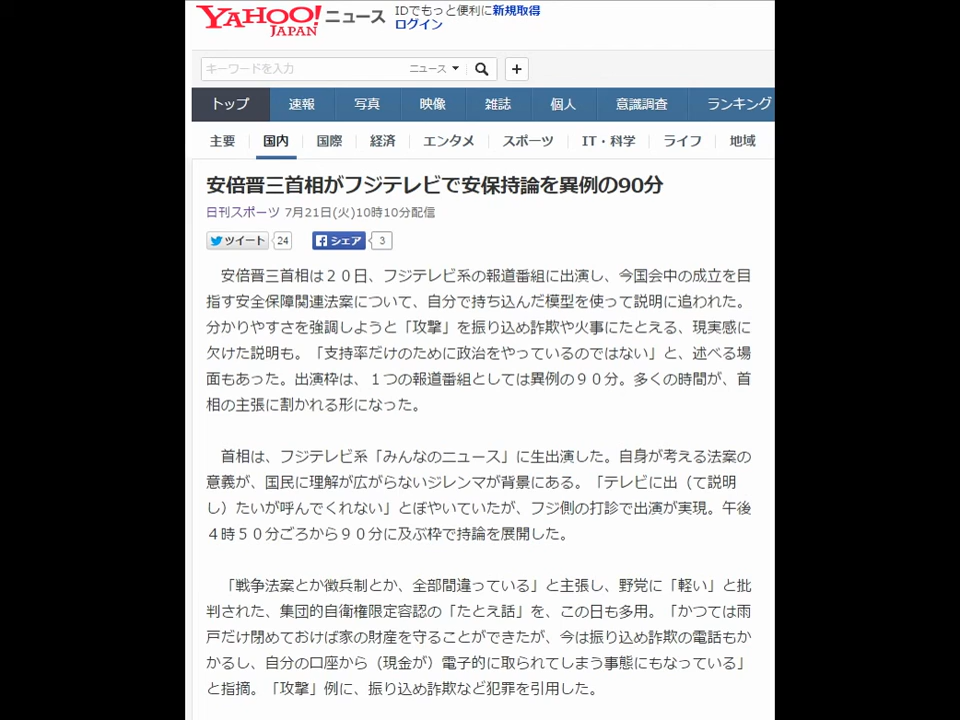 YAHOO! JAPAN ニュース
IDでもっと便利に新規取得
ログイン
キーワードを入力 ニュース
トップ 速報 写真 映像 雑誌 個人 意識調査 ランキング
主要 国内 国際 経済 エンタメ スポーツ IT・科学 ライフ 地域
安倍晋三首相がフジテレビで安保持論を異例の90分
日刊スポーツ 7月21日(火)10時10分配信
ツイート 24 シェア 3
安倍晋三首相は２０日、フジテレビ系の報道番組に出演し、今国会中の成立を目
指す安全保障関連法案について、自分で持ち込んだ模型を使って説明に追われた。
分かりやすさを強調しようと「攻撃」を振り込め詐欺や火事にたとえる、現実感に
欠けた説明も。「支持率だけのために政治をやっているのではない」と、述べる場
面もあった。出演枠は、１つの報道番組としては異例の９０分。多くの時間が、首
相の主張に割かれる形になった。
首相は、フジテレビ系「みんなのニュース」に生出演した。自身が考える法案の
意義が、国民に理解が広がらないジレンマが背景にある。「テレビに出（て説明
し）たいが呼んでくれない」とぼやいていたが、フジ側の打診で出演が実現。午後
４時５０分ごろから９０分に及ぶ枠で持論を展開した。
「戦争法案とか徴兵制とか、全部間違っている」と主張し、野党に「軽い」と批
判された、集団的自衛権限定容認の「たとえ話」を、この日も多用。「かつては雨
戸だけ閉めておけば家の財産を守ることができたが、今は振り込め詐欺の電話もか
かるし、自分の口座から（現金が）電子的に取られてしまう事態にもなっている」
と指摘。「攻撃」例に、振り込め詐欺など犯罪を引用した。